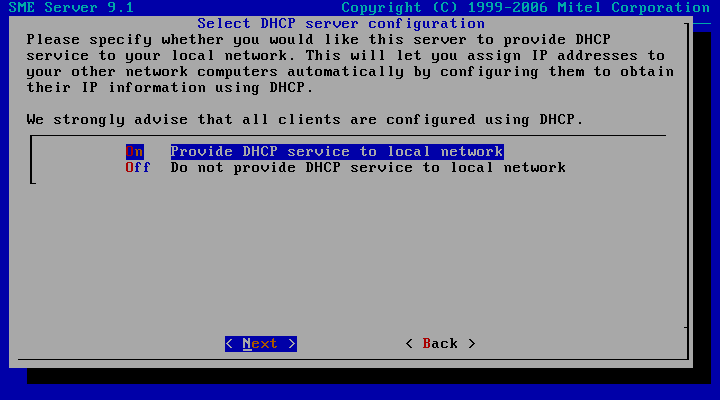 SME Server 9.1 Copyright (C) 1999-2006 Mitel Corporation
Select DHCP server configuration
Please specify whether you would like this server to provide DHCP
service to your local network. This will let you assign IP addresses to
your other network computers automatically by configuring them to obtain
their IP information using DHCP.
We strongly advise that all clients are configured using DHCP.
On Provide DHCP service to local network
Off Do not provide DHCP service to local network
< Next > < Back >